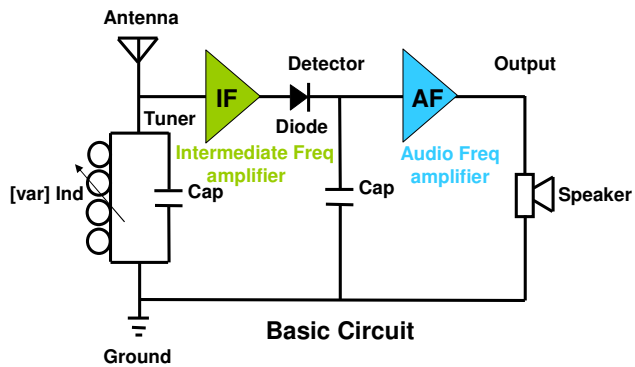 Antenna
Detector
Output
IF
AF
Tuner
Diode
Intermediate Freq
amplifier
Audio Freq
amplifier
[var] Ind
Cap
Cap
Speaker
Basic Circuit
Ground